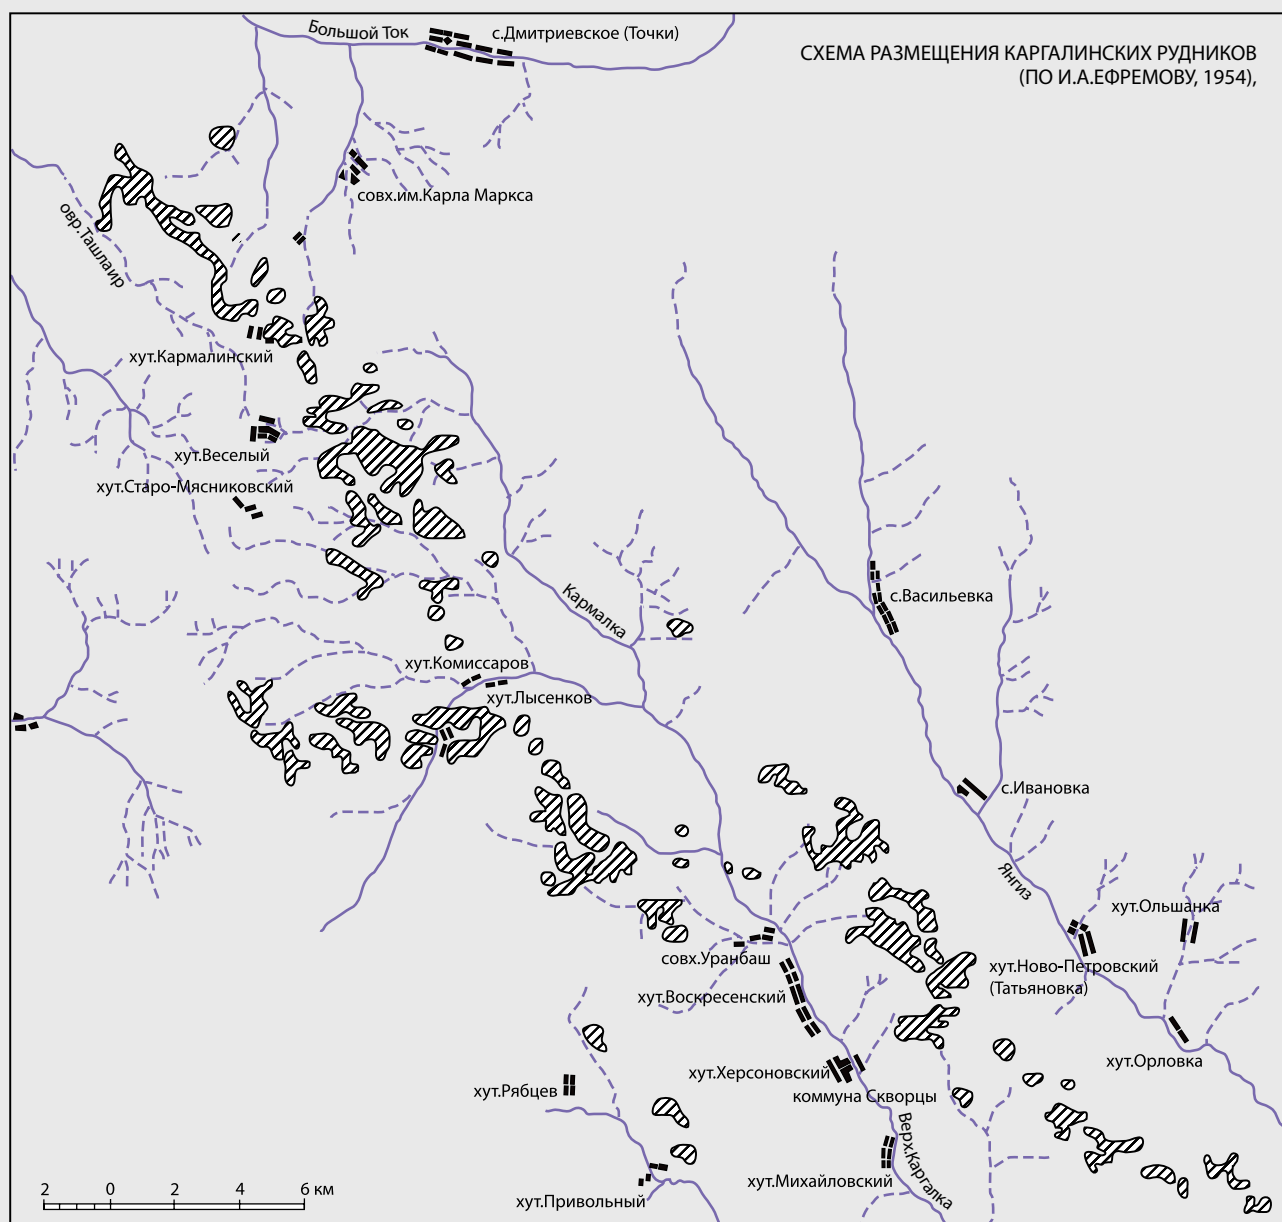 Большой Ток
с.Дмитриевское (Точки)
СХЕМА РАЗМЕЩЕНИЯ КАРГАЛИНСКИХ РУДНИКОВ
(ПО И.А.ЕФРЕМОВУ, 1954),
совх.им.Карла Маркса
овр.Ташлаир
хут.Кармалинский
хут.Веселый
хут.Старо-Мясниковский
Кармалка
с.Васильевка
хут.Комиссаров
хут.Лысенков
с.Ивановка
Янгиз
хут.Ольшанка
совх.Уранбаш
хут.Ново-Петровский
(Татьяновка)
хут.Воскресенский
хут.Орловка
хут.Херсоновский
хут.Рябцев
коммуна Скворцы
Верх.Каргалка
хут.Михайловский
хут.Привольный
2 0 2 4 6 км